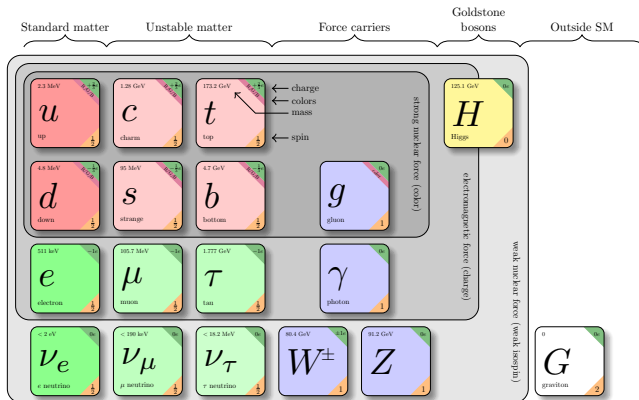 Standard matter
Unstable matter
Force carriers
Goldstone
bosons
Outside SM
2.3 MeV
u
up
1/2
1.28 GeV
c
charm
1/2
173.2 GeV
t
top
1/2
charge
colors
mass
spin
125.1 GeV
0e
H
Higgs
0
4.8 MeV
d
down
1/2
95 MeV
s
strange
1/2
4.7 GeV
b
bottom
1/2
0e
g
gluon
1
strong nuclear force (color)
511 keV
−1e
e
electron
1/2
105.7 MeV
−1e
μ
muon
1/2
1.777 GeV
−1e
τ
tau
1/2
0e
γ
photon
1
electromagnetic force (charge)
< 2 eV
0e
νe
e neutrino
1/2
< 190 keV
0e
νμ
μ neutrino
1/2
< 18.2 MeV
0e
ντ
τ neutrino
1/2
80.4 GeV
±1e
W±
1
91.2 GeV
0e
Z
1
weak nuclear force (weak isospin)
0
0e
G
graviton
2